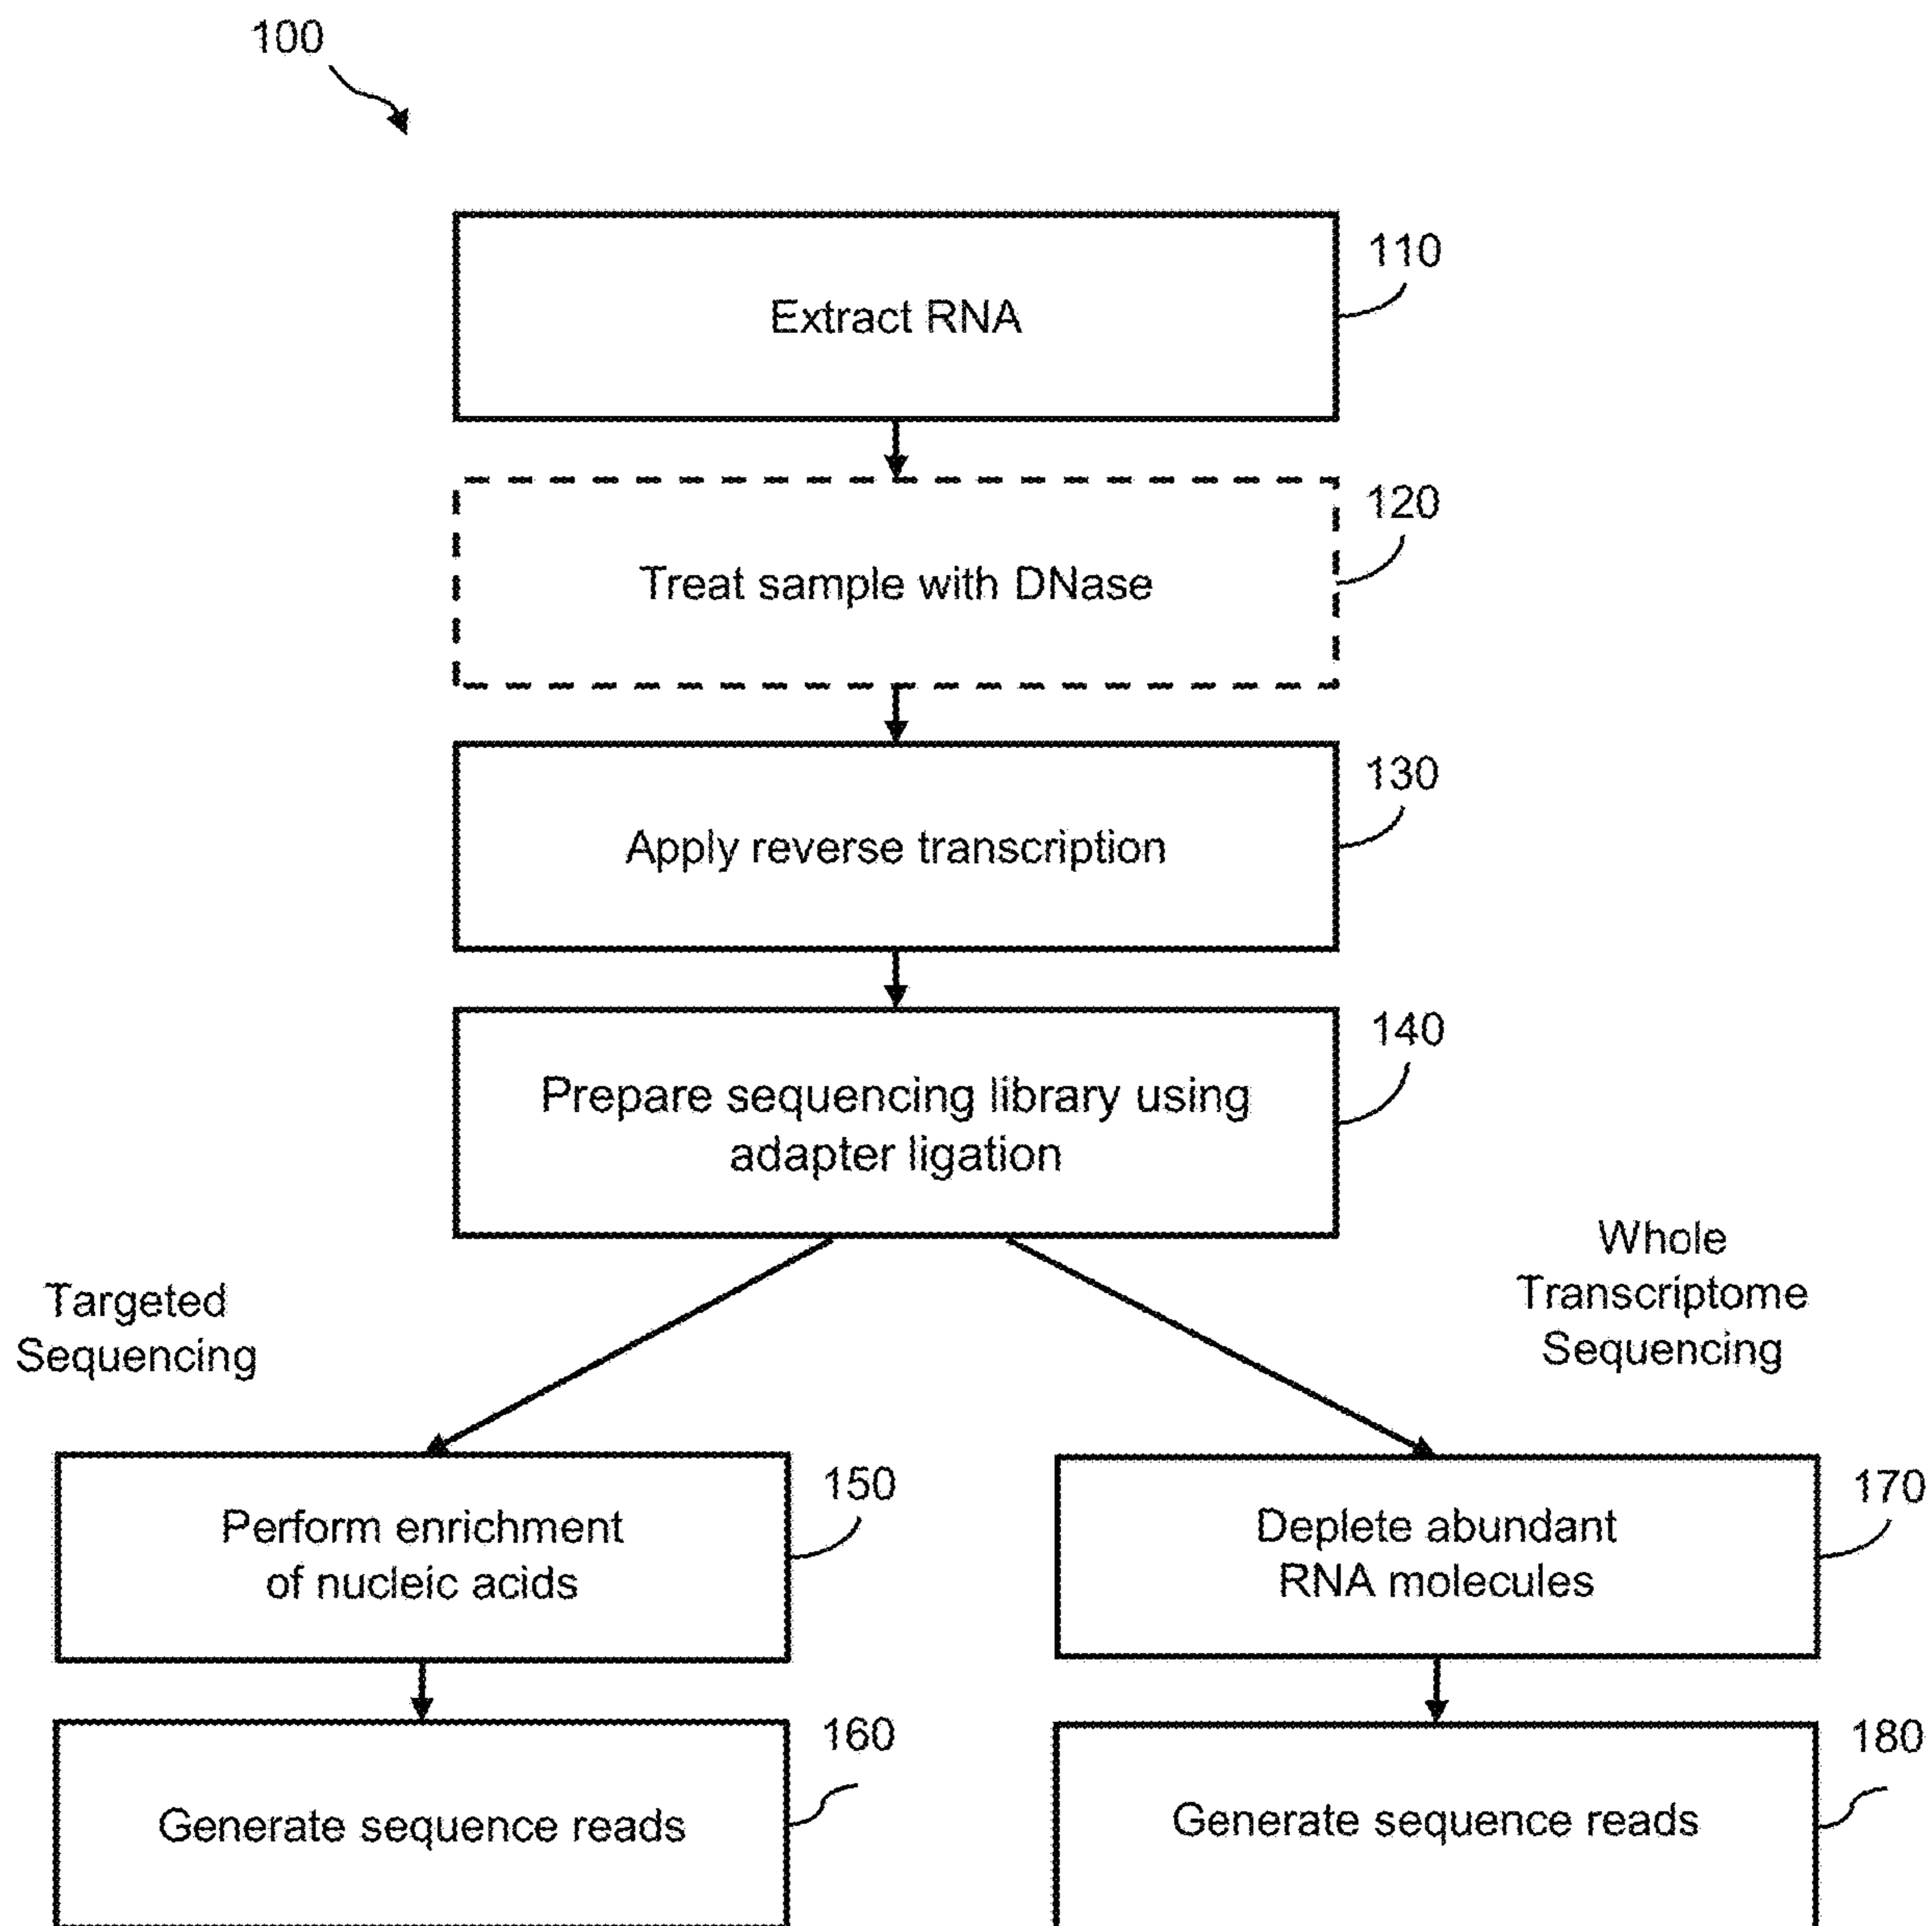 100
Extract RNA
110
Treat sample with DNase
120
Apply reverse transcription
130
Prepare sequencing library using
adapter ligation
140
Targeted
Sequencing
Whole
Transcriptome
Sequencing
Perform enrichment
of nucleic acids
150
Deplete abundant
RNA molecules
170
Generate sequence reads
160
Generate sequence reads
180